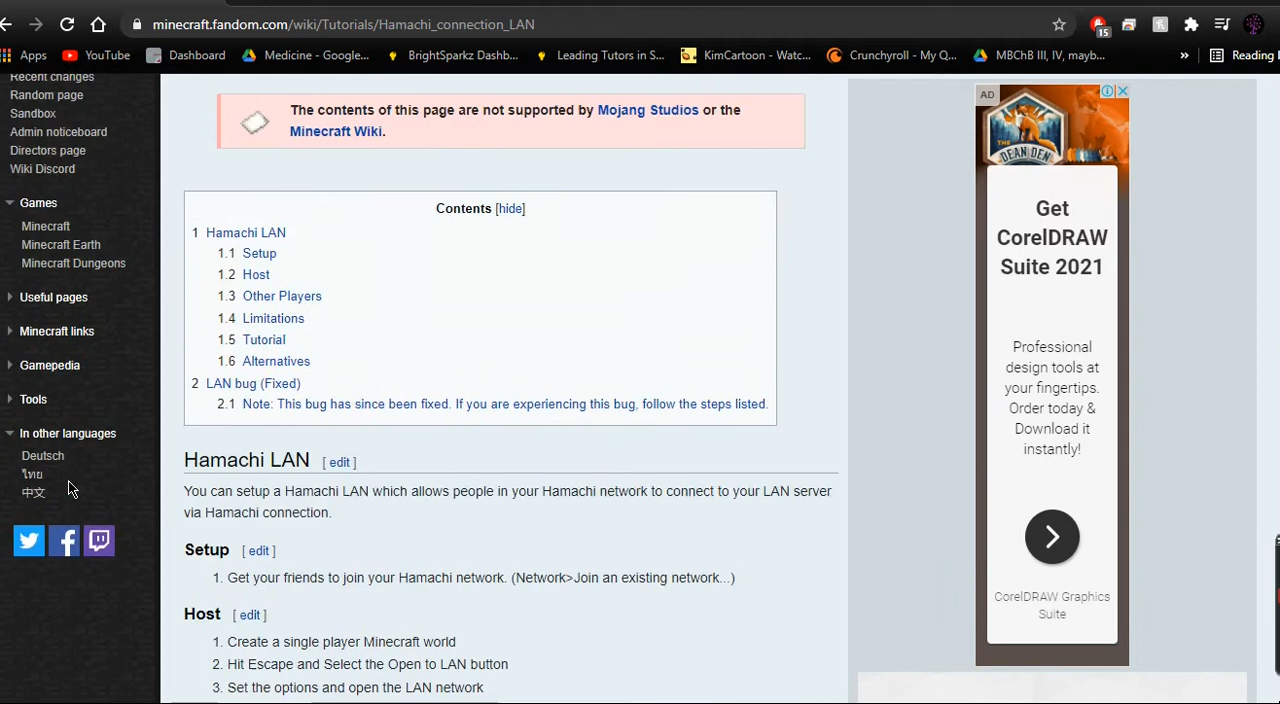 minecraft.fandom.com/wiki/Tutorials/Hamachi_connection_LAN
15
Apps YouTube Dashboard Medicine - Google... BrightSparkz Dashb... Leading Tutors in S... KimCartoon - Watc... Crunchyroll - My Q... MBChB III, IV, mayb... » Reading
Recent changes
Random page
Sandbox
Admin noticeboard
Directors page
Wiki Discord
Games
Minecraft
Minecraft Earth
Minecraft Dungeons
Useful pages
Minecraft links
Gamepedia
Tools
In other languages
Deutsch
ไทย
中文
The contents of this page are not supported by Mojang Studios or the
Minecraft Wiki.
Contents [hide]
1 Hamachi LAN
1.1 Setup
1.2 Host
1.3 Other Players
1.4 Limitations
1.5 Tutorial
1.6 Alternatives
2 LAN bug (Fixed)
2.1 Note: This bug has since been fixed. If you are experiencing this bug, follow the steps listed.
Hamachi LAN [ edit ]
You can setup a Hamachi LAN which allows people in your Hamachi network to connect to your LAN server
via Hamachi connection.
Setup [ edit ]
1. Get your friends to join your Hamachi network. (Network>Join an existing network...)
Host [ edit ]
1. Create a single player Minecraft world
2. Hit Escape and Select the Open to LAN button
3. Set the options and open the LAN network
AD
THE
DEAN DEN
Get
CorelDRAW
Suite 2021
Professional
design tools at
your fingertips.
Order today &
Download it
instantly!
CorelDRAW Graphics
Suite